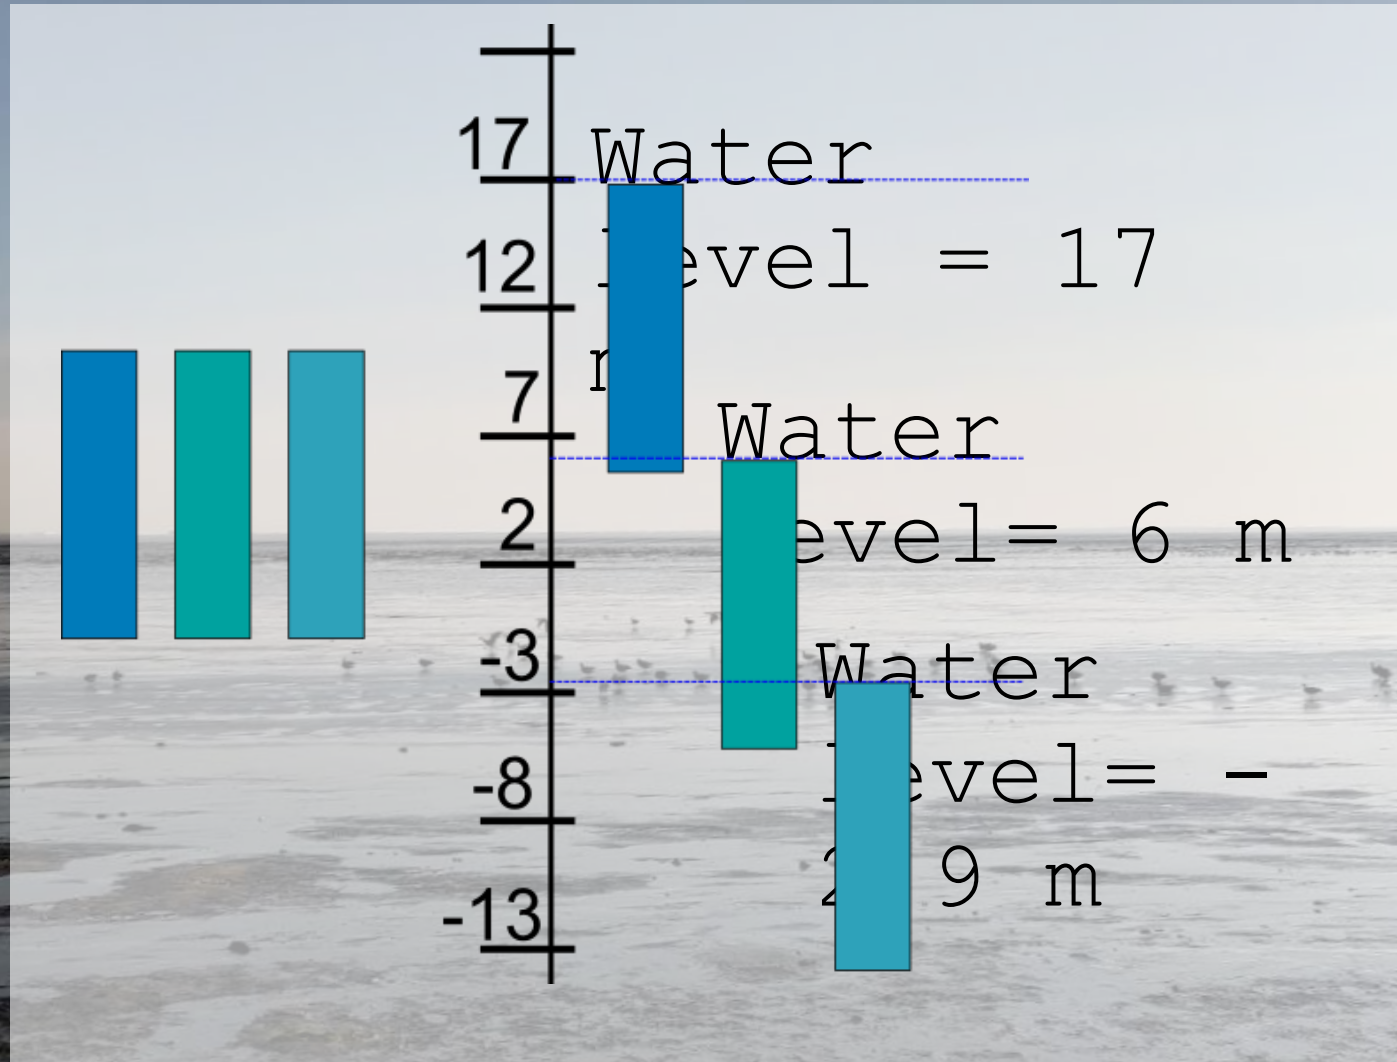 17
Water
12
evel = 17
7
Water
2
evel= 6 m
-3
Water
evel= -
-8
9 m
-13